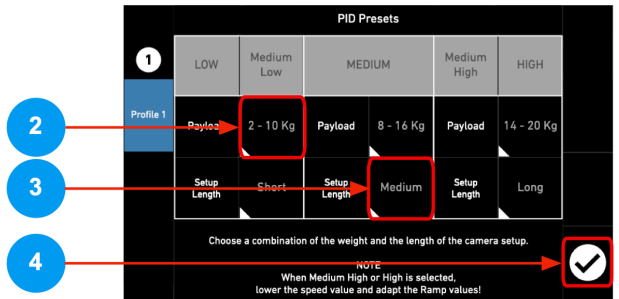 PID Presets
1
LOW
Medium
Low
MEDIUM
Medium
High
HIGH
Profile 1
2
Payload
2 - 10 Kg
Payload
8 - 16 Kg
Payload
14 - 20 Kg
3
Setup
Length
Short
Setup
Length
Medium
Setup
Length
Long
Choose a combination of the weight and the length of the camera setup.
4
NOTE
When Medium High or High is selected,
lower the speed value and adapt the Ramp values!